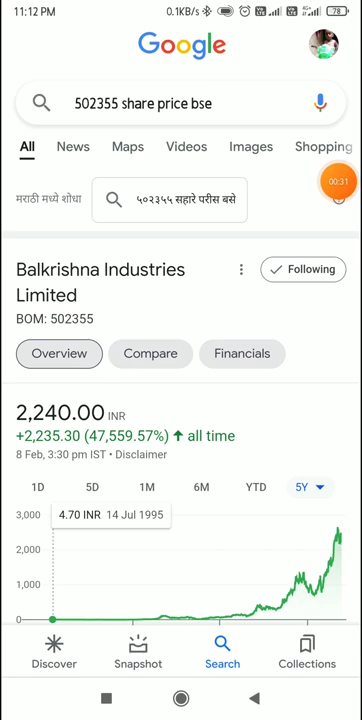 11:12 PM 0.1KB/s 78
Google
502355 share price bse
All News Maps Videos Images Shopping
00:31
मराठी मध्ये शोधा ५०२३५५ सहारे परीस बसे
Balkrishna Industries
Limited
Following
BOM: 502355
Overview Compare Financials
2,240.00 INR
+2,235.30 (47,559.57%) ↑ all time
8 Feb, 3:30 pm IST • Disclaimer
1D 5D 1M 6M YTD 5Y
3,000
4.70 INR 14 Jul 1995
2,000
1,000
0
Discover Snapshot Search Collections